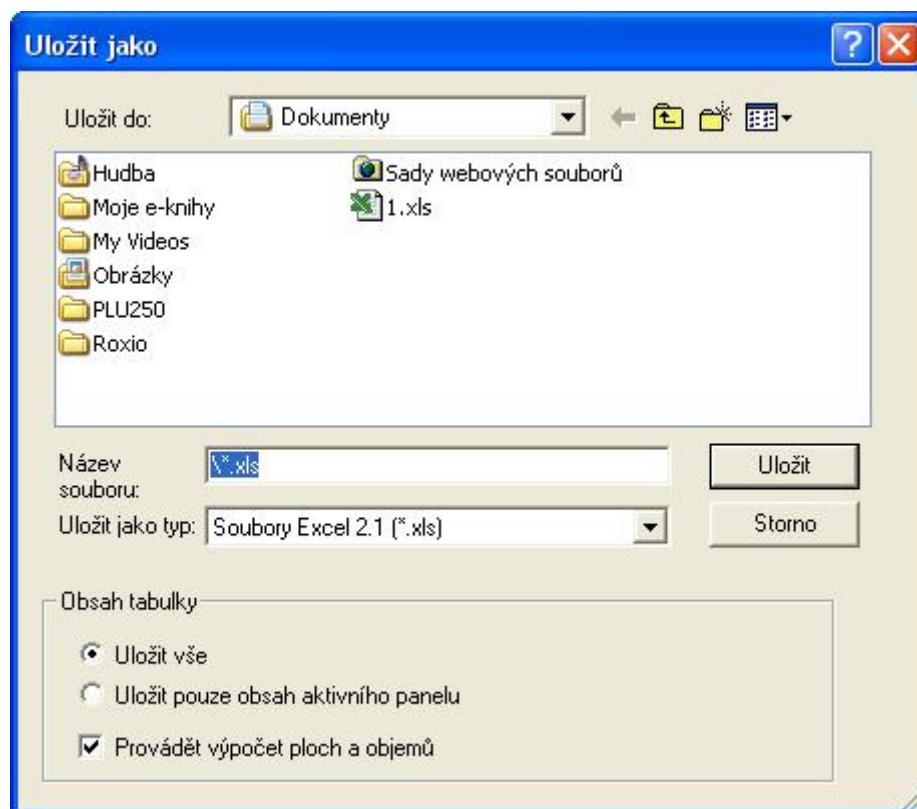 Uložit jako
Uložit do:
Dokumenty
Hudba
Moje e-knihy
My Videos
Obrázky
PLU250
Roxio
Sady webových souborů
1.xls
Název
souboru:
\*.xls
Uložit
Uložit jako typ:
Soubory Excel 2.1 (*.xls)
Storno
Obsah tabulky
Uložit vše
Uložit pouze obsah aktivního panelu
Provádět výpočet ploch a objemů